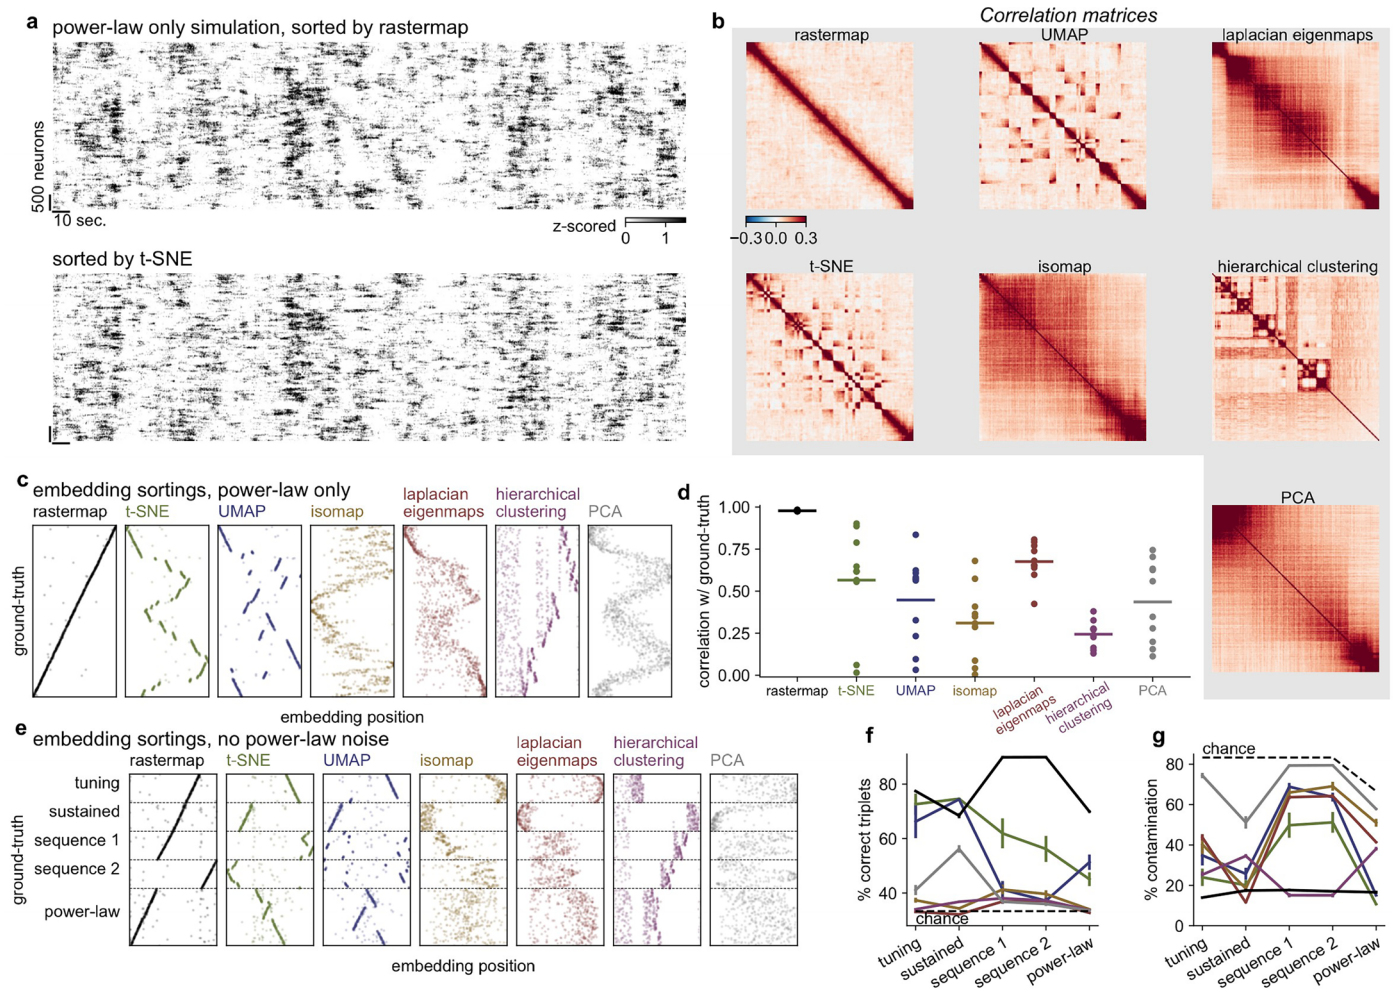 a
power-law only simulation, sorted by rastermap
500 neurons
10 sec.
z-scored
0 1
sorted by t-SNE
b
Correlation matrices
rastermap
UMAP
laplacian eigenmaps
−0.3 0.0 0.3
t-SNE
isomap
hierarchical clustering
PCA
c
embedding sortings, power-law only
rastermap
t-SNE
UMAP
isomap
laplacian
eigenmaps
hierarchical
clustering
PCA
ground-truth
embedding position
d
correlation w/ ground-truth
1.00
0.75
0.50
0.25
0.00
rastermap
t-SNE
UMAP
isomap
laplacian
eigenmaps
hierarchical
clustering
PCA
e
embedding sortings, no power-law noise
rastermap
t-SNE
UMAP
isomap
laplacian
eigenmaps
hierarchical
clustering
PCA
ground-truth
tuning
sustained
sequence 1
sequence 2
power-law
embedding position
f
% correct triplets
80
60
40
chance
tuning
sustained
sequence 1
sequence 2
power-law
g
chance
% contamination
80
60
40
20
0
tuning
sustained
sequence 1
sequence 2
power-law